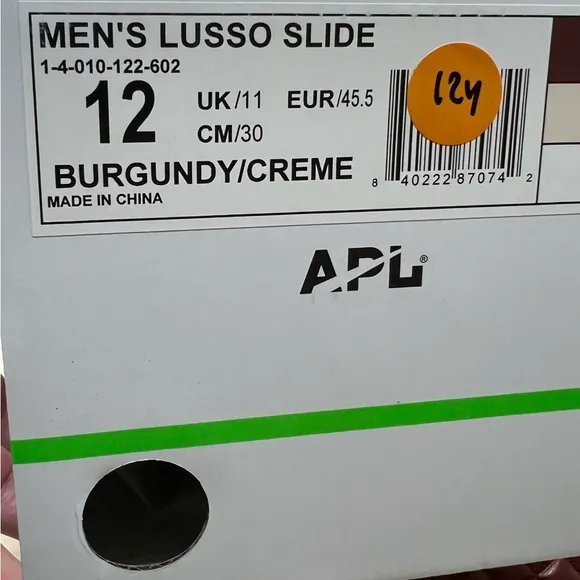 MEN'S LUSSO SLIDE
1-4-010-122-602
12 UK/11 EUR/45.5
CM/30
BURGUNDY/CREME
MADE IN CHINA
8 40222 87074 2
APL®